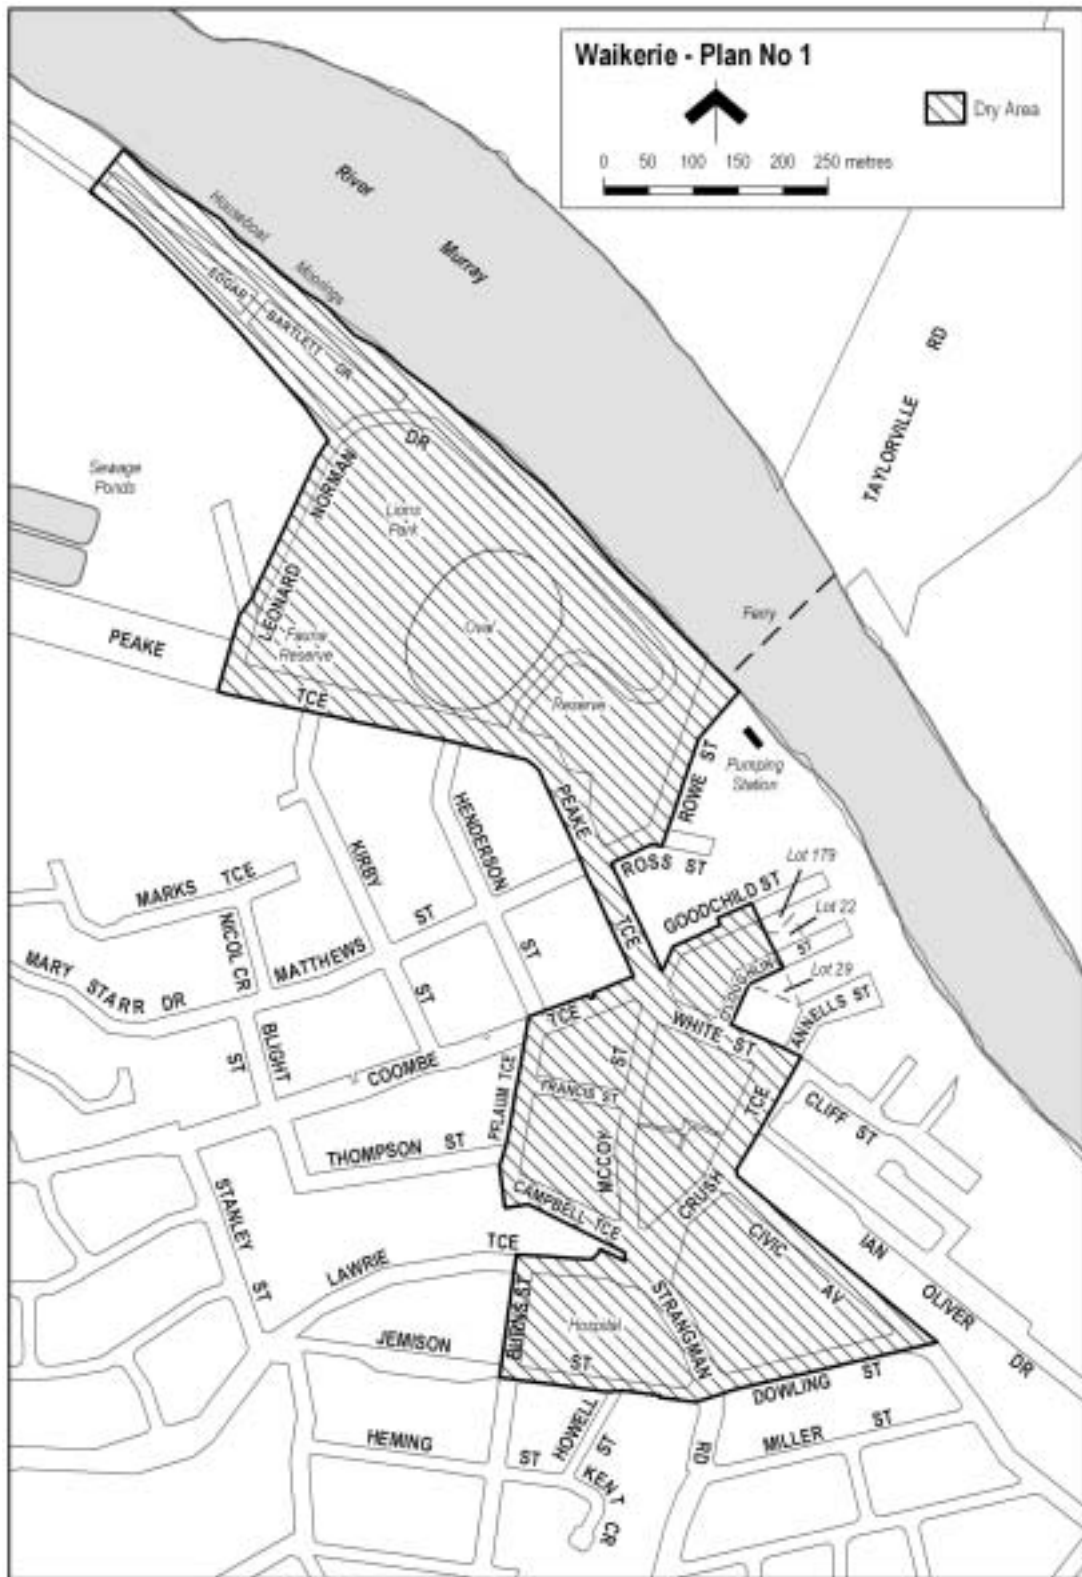 Waikerie - Plan No 1
Dry Area
0 50 100 150 200 250 metres
River
Murray
Houseboat
Moorings
EDGAR
BARTLETT DR
TAYLORVILLE RD
DR
NORMAN
LEONARD
Lions
Park
Sewage
Ponds
Oval
Ferry
Fauna
Reserve
PEAKE
TCE
Reserve
ROWE ST
Pumping
Station
PEAKE
TCE
HENDERSON
ST
KIRBY
ST
ROSS ST
Lot 179
GOODCHILD ST
Lot 22
MARKS TCE
NICOL CR
MATTHEWS
ST
MARY STARR DR
ST
Lot 29
ANNELLS ST
WHITE ST
TCE
ST
BLIGHT
ST
COOMBE
PFLAUM TCE
FRANCIS ST
TCE
CLIFF ST
THOMPSON ST
MCCOY
CRUSH
STANLEY
ST
CAMPBELL TCE
CIVIC
AV
IAN
OLIVER
DR
LAWRIE
TCE
STRANGMAN
JEMISON
ST
Hospital
DOWLING ST
HOWELL
ST
RD
MILLER ST
HEMING
ST
KENT
CR